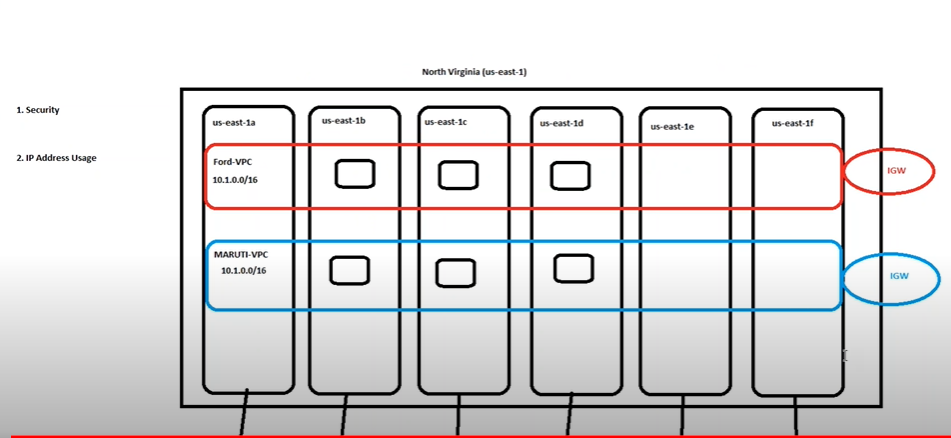 North Virginia (us-east-1)
1. Security
2. IP Address Usage
us-east-1a
us-east-1b
us-east-1c
us-east-1d
us-east-1e
us-east-1f
Ford-VPC
10.1.0.0/16
IGW
MARUTI-VPC
10.1.0.0/16
IGW